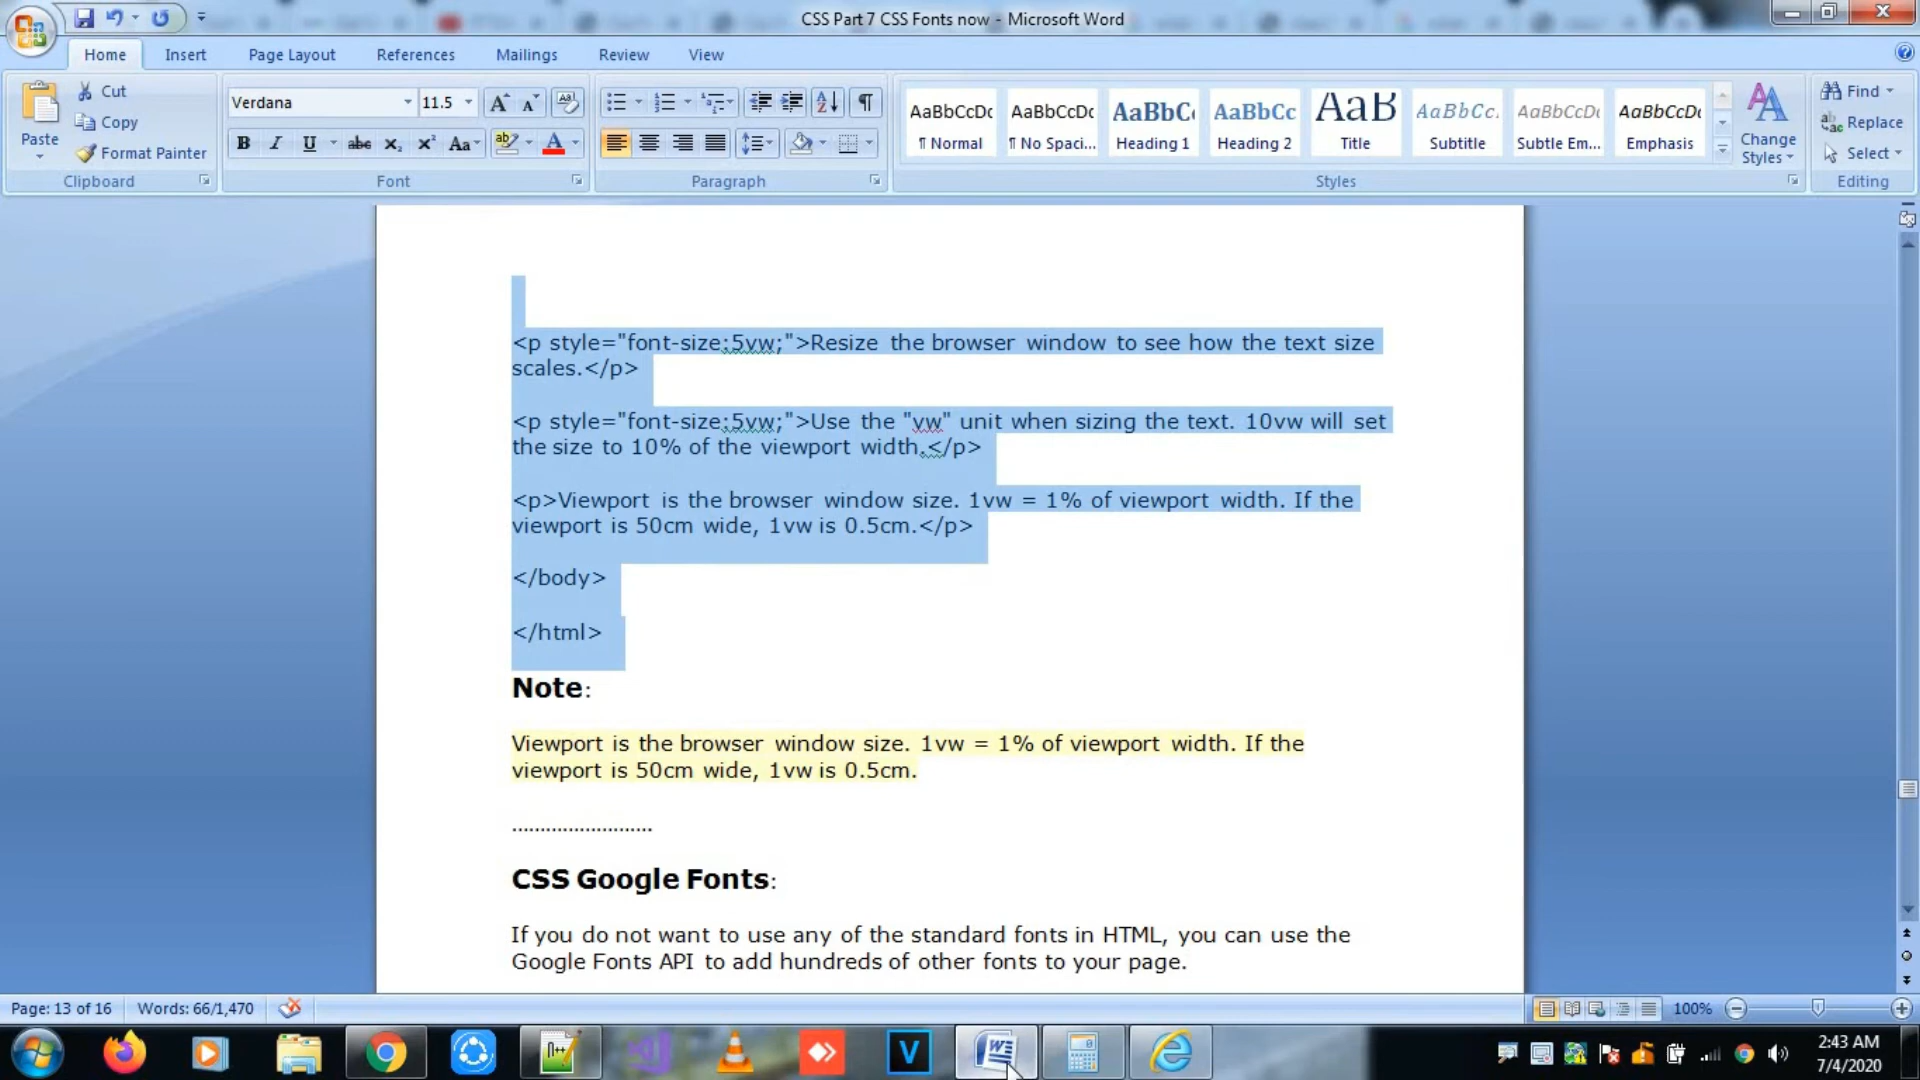 CSS Part 7 CSS Fonts now - Microsoft Word
Home Insert Page Layout References Mailings Review View
Paste
Cut
Copy
Format Painter
Clipboard
Verdana 11.5
B I U abc X₂ X² Aa
Font
Paragraph
AaBbCcDc AaBbCcDc AaBbC AaBbCc AaB AaBbCc. AaBbCcDc AaBbCcDc
¶ Normal ¶ No Spaci... Heading 1 Heading 2 Title Subtitle Subtle Em... Emphasis
Change Styles
Styles
Find
Replace
Select
Editing
<p style="font-size:5vw;">Resize the browser window to see how the text size
scales.</p>
<p style="font-size:5vw;">Use the "vw" unit when sizing the text. 10vw will set
the size to 10% of the viewport width.</p>
<p>Viewport is the browser window size. 1vw = 1% of viewport width. If the
viewport is 50cm wide, 1vw is 0.5cm.</p>
</body>
</html>
Note:
Viewport is the browser window size. 1vw = 1% of viewport width. If the
viewport is 50cm wide, 1vw is 0.5cm.
.........................
CSS Google Fonts:
If you do not want to use any of the standard fonts in HTML, you can use the
Google Fonts API to add hundreds of other fonts to your page.
Page: 13 of 16 Words: 66/1,470 100%
2:43 AM
7/4/2020